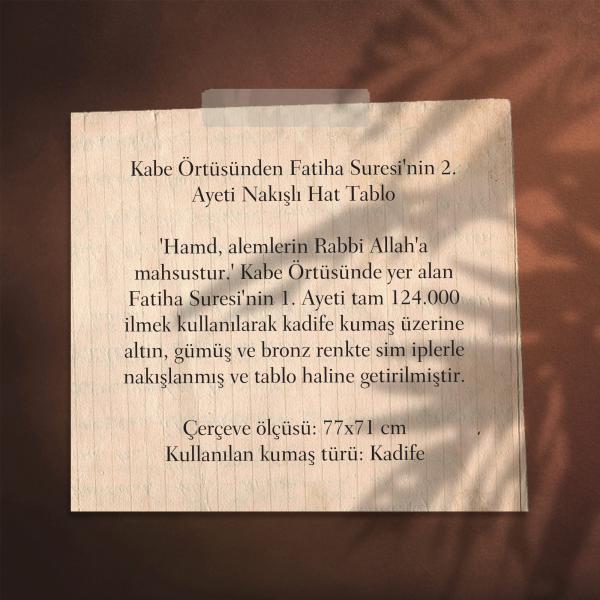 Kabe Örtüsünden Fatiha Suresi'nin 2.
Ayeti Nakışlı Hat Tablo
'Hamd, alemlerin Rabbi Allah'a
mahsustur.' Kabe Örtüsünde yer alan
Fatiha Suresi'nin 1. Ayeti tam 124.000
ilmek kullanılarak kadife kumaş üzerine
altın, gümüş ve bronz renkte sim iplerle
nakışlanmış ve tablo haline getirilmiştir.
Çerçeve ölçüsü: 77x71 cm
Kullanılan kumaş türü: Kadife